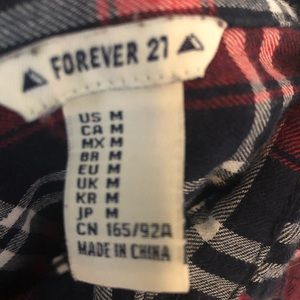 FOREVER 21
US M
CA M
MX M
BR M
EU M
UK M
KR M
JP M
CN 165/92A
MADE IN CHINA